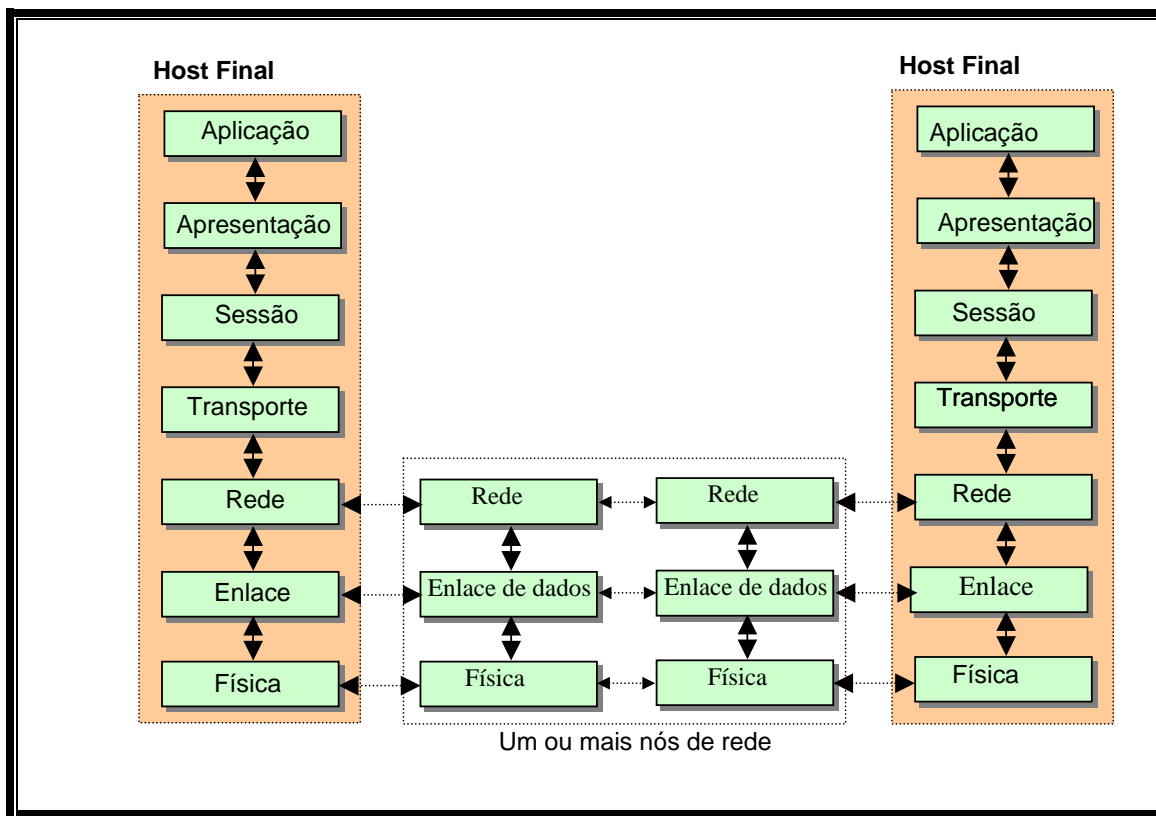 Host Final
Aplicação
Apresentação
Sessão
Transporte
Rede
Enlace
Física
Rede
Enlace de dados
Física
Rede
Enlace de dados
Física
Um ou mais nós de rede
Host Final
Aplicação
Apresentação
Sessão
Transporte
Rede
Enlace
Física